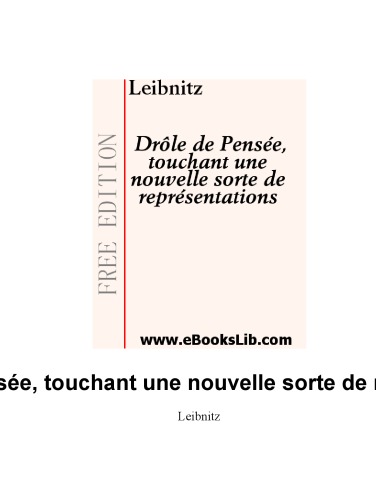 Leibnitz
Drôle de Pensée,
touchant une
nouvelle sorte de
représentations
FREE EDITION
www.eBooksLib.com
sée, touchant une nouvelle sorte de
Leibnitz